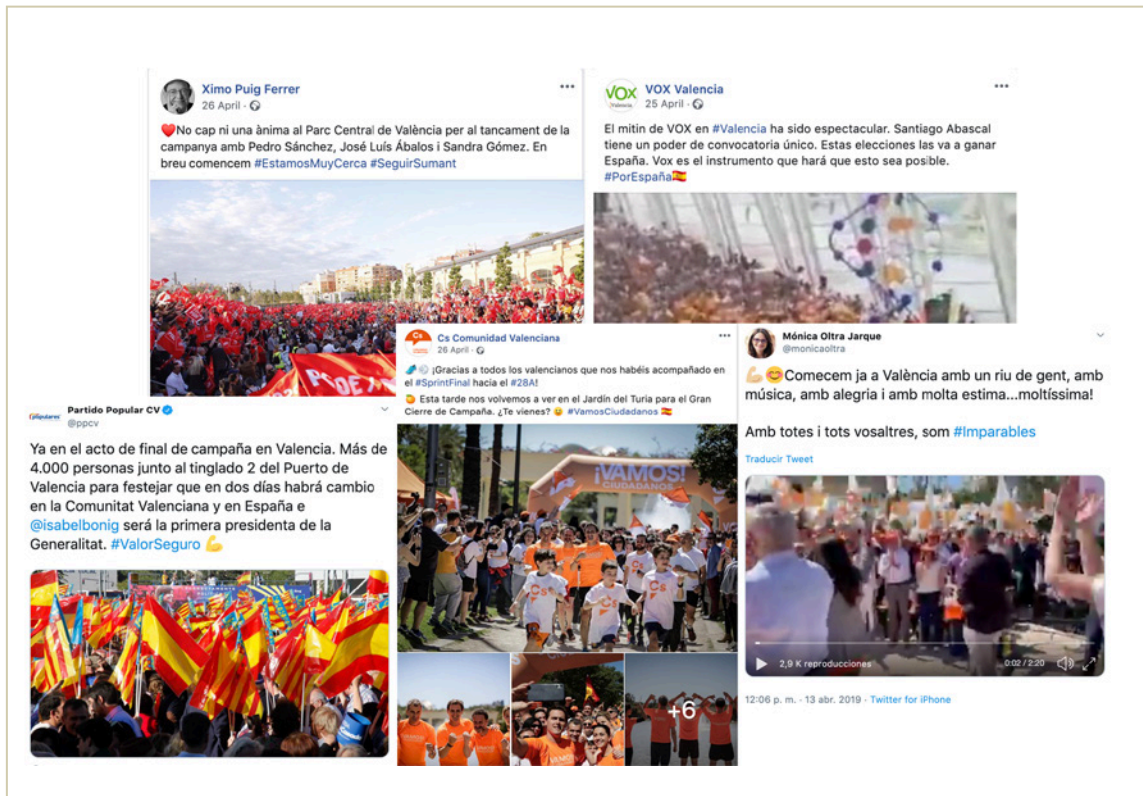 Ximo Puig Ferrer
26 April
❤️No cap ni una ànima al Parc Central de València per al tancament de la
campanya amb Pedro Sánchez, José Luís Ábalos i Sandra Gómez. En
breu comencem #EstamosMuyCerca #SeguirSumant
VOX
Valencia
VOX Valencia
25 April
El mitin de VOX en #Valencia ha sido espectacular. Santiago Abascal
tiene un poder de convocatoria único. Estas elecciones las va a ganar
España. Vox es el instrumento que hará que esto sea posible.
#PorEspaña🇪🇸
Cs
Cs Comunidad Valenciana
26 April
¡Gracias a todos los valencianos que nos habéis acompañado en
el #SprintFinal hacía el #28A!
Esta tarde nos volvemos a ver en el Jardín del Turia para el Gran
Cierre de Campaña. ¿Te vienes? 😉 #VamosCiudadanos 🇪🇸
¡VAMOS!
CIUDADANOS
Cs
Cs
+6
Mónica Oltra Jarque
@monicaoltra
💪😊Comecem ja a València amb un riu de gent, amb
música, amb alegria i amb molta estima...moltíssima!
Amb totes i tots vosaltres, som #Imparables
Traducir Tweet
2,9 K reproducciones
0:02 / 2:20
12:06 p. m. · 13 abr. 2019 · Twitter for iPhone
populares
Partido Popular CV
@ppcv
Ya en el acto de final de campaña en Valencia. Más de
4.000 personas junto al tinglado 2 del Puerto de
Valencia para festejar que en dos días habrá cambio
en la Comunitat Valenciana y en España e
@isabelbonig será la primera presidenta de la
Generalitat. #ValorSeguro 💪